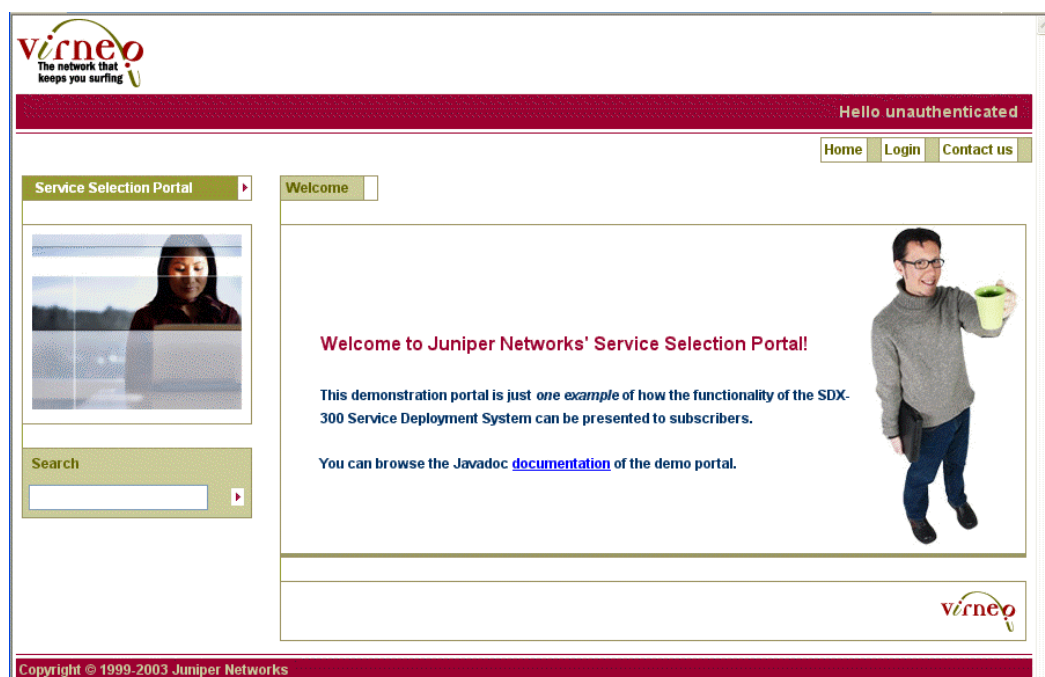 Virneo
The network that
keeps you surfing
Hello unauthenticated
Home Login Contact us
Service Selection Portal
Welcome
Welcome to Juniper Networks' Service Selection Portal!
This demonstration portal is just one example of how the functionality of the SDX-
300 Service Deployment System can be presented to subscribers.
You can browse the Javadoc documentation of the demo portal.
Search
Virneo
Copyright © 1999-2003 Juniper Networks